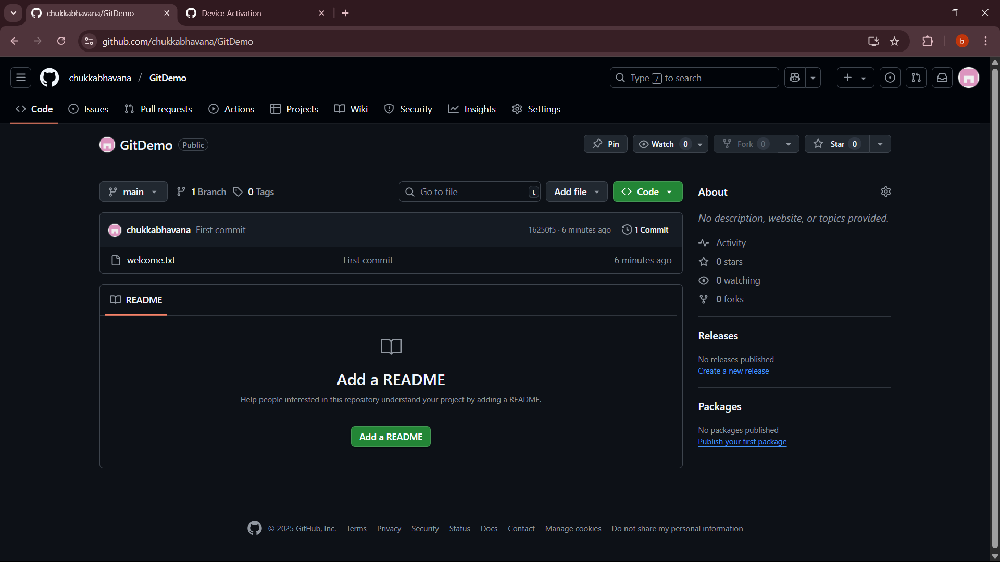 chukkabhavana/GitDemo
Device Activation
github.com/chukkabhavana/GitDemo
b
chukkabhavana / GitDemo
Type / to search
Code
Issues
Pull requests
Actions
Projects
Wiki
Security
Insights
Settings
GitDemo Public
Pin
Watch 0
Fork 0
Star 0
main
1 Branch
0 Tags
Go to file t
Add file
Code
chukkabhavana First commit
16250f5 · 6 minutes ago
1 Commit
welcome.txt
First commit
6 minutes ago
README
Add a README
Help people interested in this repository understand your project by adding a README.
Add a README
About
No description, website, or topics provided.
Activity
0 stars
0 watching
0 forks
Releases
No releases published
Create a new release
Packages
No packages published
Publish your first package
© 2025 GitHub, Inc. Terms Privacy Security Status Docs Contact Manage cookies Do not share my personal information